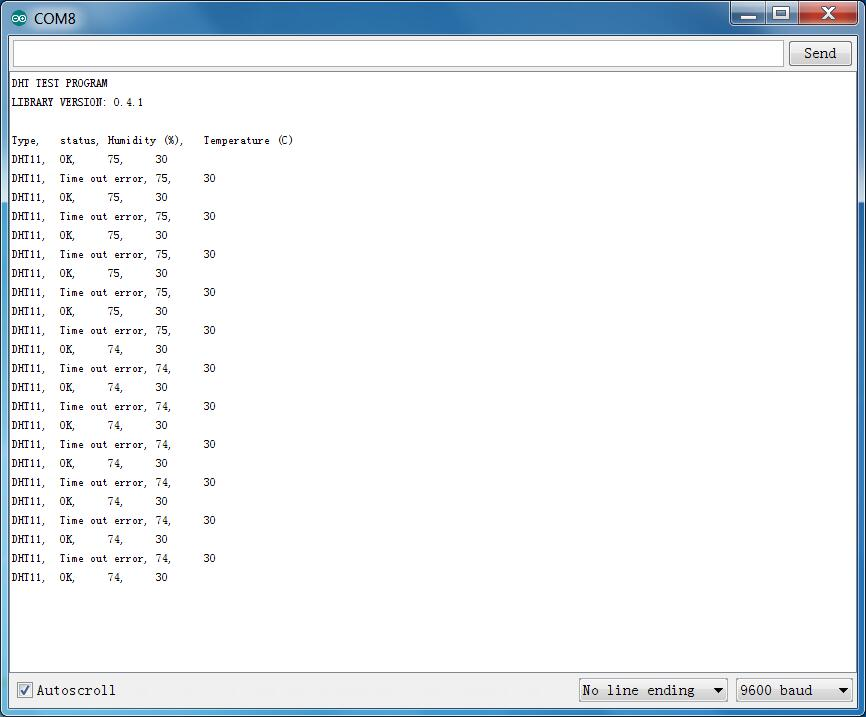 COM8
Send
DHT TEST PROGRAM
LIBRARY VERSION: 0.4.1
Type, status, Humidity (%), Temperature (C)
DHT11, OK, 75, 30
DHT11, Time out error, 75, 30
DHT11, OK, 75, 30
DHT11, Time out error, 75, 30
DHT11, OK, 75, 30
DHT11, Time out error, 75, 30
DHT11, OK, 75, 30
DHT11, Time out error, 75, 30
DHT11, OK, 75, 30
DHT11, Time out error, 75, 30
DHT11, OK, 74, 30
DHT11, Time out error, 74, 30
DHT11, OK, 74, 30
DHT11, Time out error, 74, 30
DHT11, OK, 74, 30
DHT11, Time out error, 74, 30
DHT11, OK, 74, 30
DHT11, Time out error, 74, 30
DHT11, OK, 74, 30
DHT11, Time out error, 74, 30
DHT11, OK, 74, 30
DHT11, Time out error, 74, 30
DHT11, OK, 74, 30
Autoscroll
No line ending
9600 baud